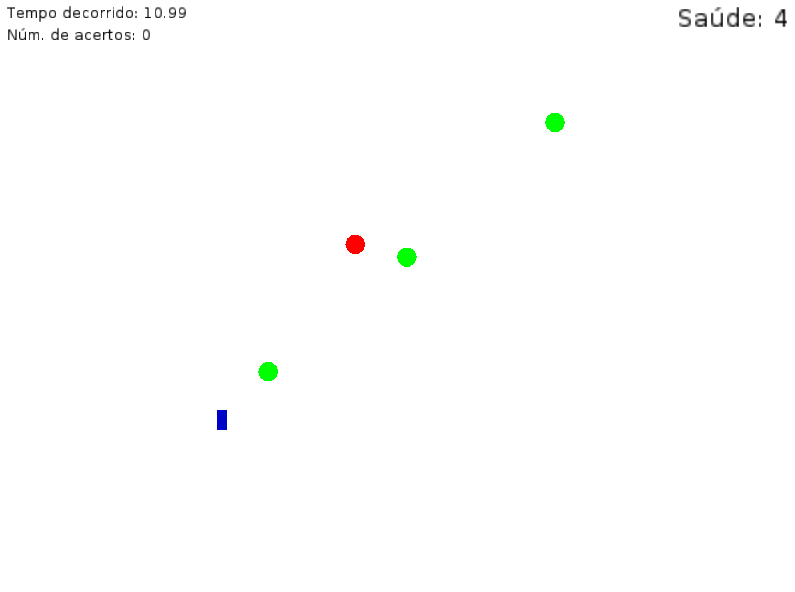 Tempo decorrido: 10.99
Núm. de acertos: 0
Saúde: 4